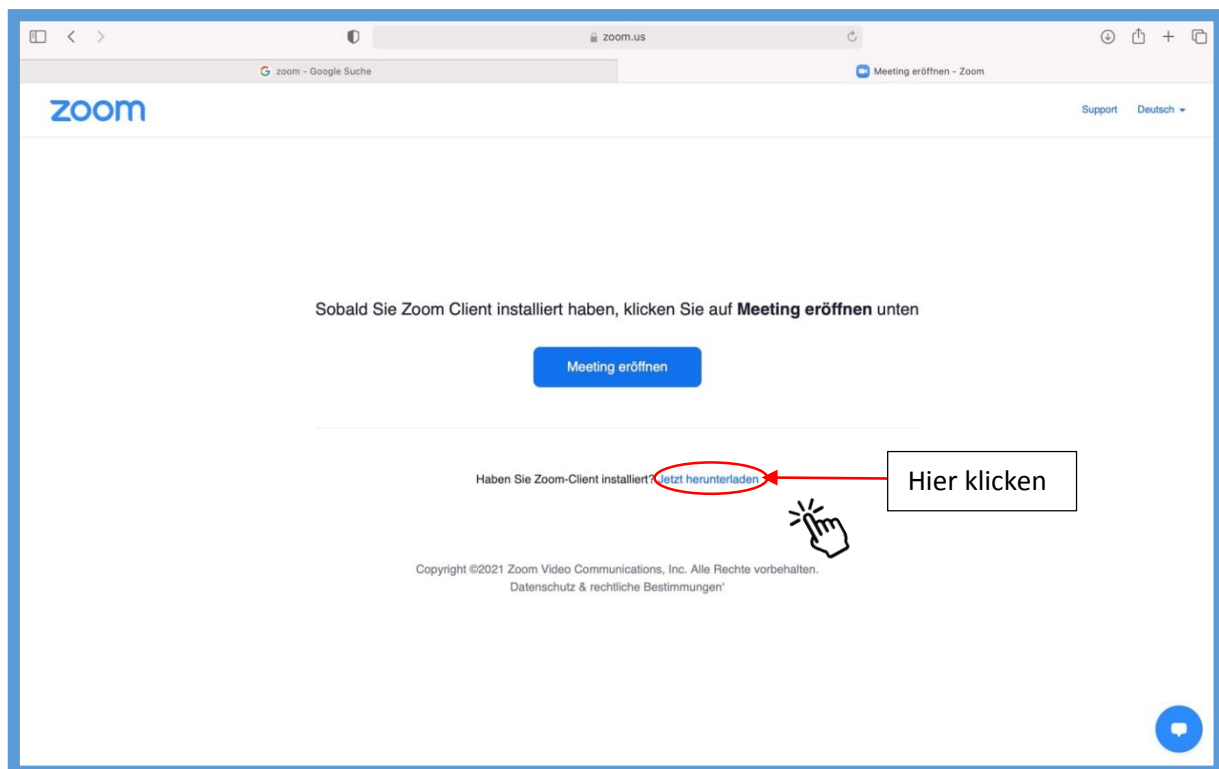 zoom.us
zoom - Google Suche
Meeting eröffnen - Zoom
zoom
Support Deutsch
Sobald Sie Zoom Client installiert haben, klicken Sie auf Meeting eröffnen unten
Meeting eröffnen
Haben Sie Zoom-Client installiert? Jetzt herunterladen
Hier klicken
Copyright ©2021 Zoom Video Communications, Inc. Alle Rechte vorbehalten.
Datenschutz & rechtliche Bestimmungen'